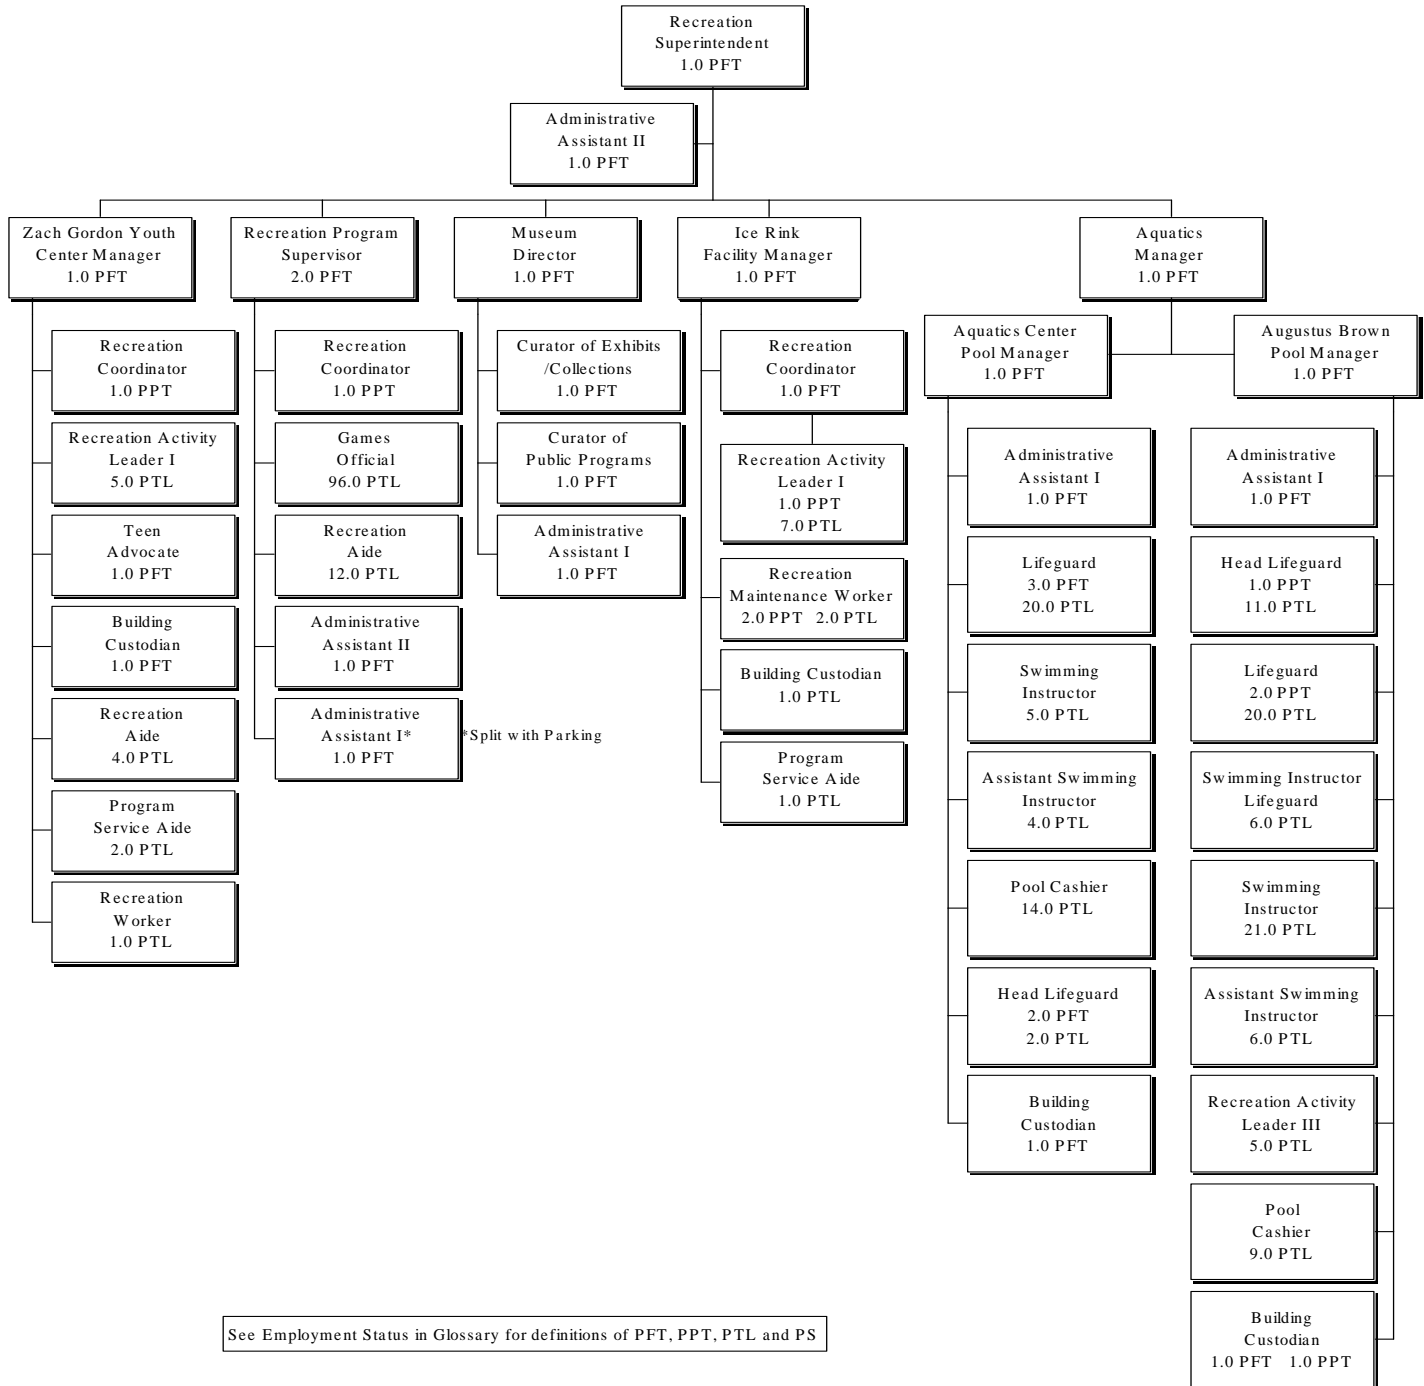 Recreation
Superintendent
1.0 PFT
Administrative
Assistant II
1.0 PFT
Zach Gordon Youth
Center Manager
1.0 PFT
Recreation Program
Supervisor
2.0 PFT
Museum
Director
1.0 PFT
Ice Rink
Facility Manager
1.0 PFT
Aquatics
Manager
1.0 PFT
Recreation
Coordinator
1.0 PPT
Recreation Activity
Leader I
5.0 PTL
Teen
Advocate
1.0 PFT
Building
Custodian
1.0 PFT
Recreation
Aide
4.0 PTL
Program
Service Aide
2.0 PTL
Recreation
Worker
1.0 PTL
Recreation
Coordinator
1.0 PPT
Games
Official
96.0 PTL
Recreation
Aide
12.0 PTL
Administrative
Assistant II
1.0 PFT
Administrative
Assistant I*
1.0 PFT
*Split with Parking
Curator of Exhibits
/Collections
1.0 PFT
Curator of
Public Programs
1.0 PFT
Administrative
Assistant I
1.0 PFT
Recreation
Coordinator
1.0 PFT
Recreation Activity
Leader I
1.0 PPT
7.0 PTL
Recreation
Maintenance Worker
2.0 PPT 2.0 PTL
Building Custodian
1.0 PTL
Program
Service Aide
1.0 PTL
Aquatics Center
Pool Manager
1.0 PFT
Administrative
Assistant I
1.0 PFT
Lifeguard
3.0 PFT
20.0 PTL
Swimming
Instructor
5.0 PTL
Assistant Swimming
Instructor
4.0 PTL
Pool Cashier
14.0 PTL
Head Lifeguard
2.0 PFT
2.0 PTL
Building
Custodian
1.0 PFT
Augustus Brown
Pool Manager
1.0 PFT
Administrative
Assistant I
1.0 PFT
Head Lifeguard
1.0 PPT
11.0 PTL
Lifeguard
2.0 PPT
20.0 PTL
Swimming Instructor
Lifeguard
6.0 PTL
Swimming
Instructor
21.0 PTL
Assistant Swimming
Instructor
6.0 PTL
Recreation Activity
Leader III
5.0 PTL
Pool
Cashier
9.0 PTL
Building
Custodian
1.0 PFT 1.0 PPT
See Employment Status in Glossary for definitions of PFT, PPT, PTL and PS